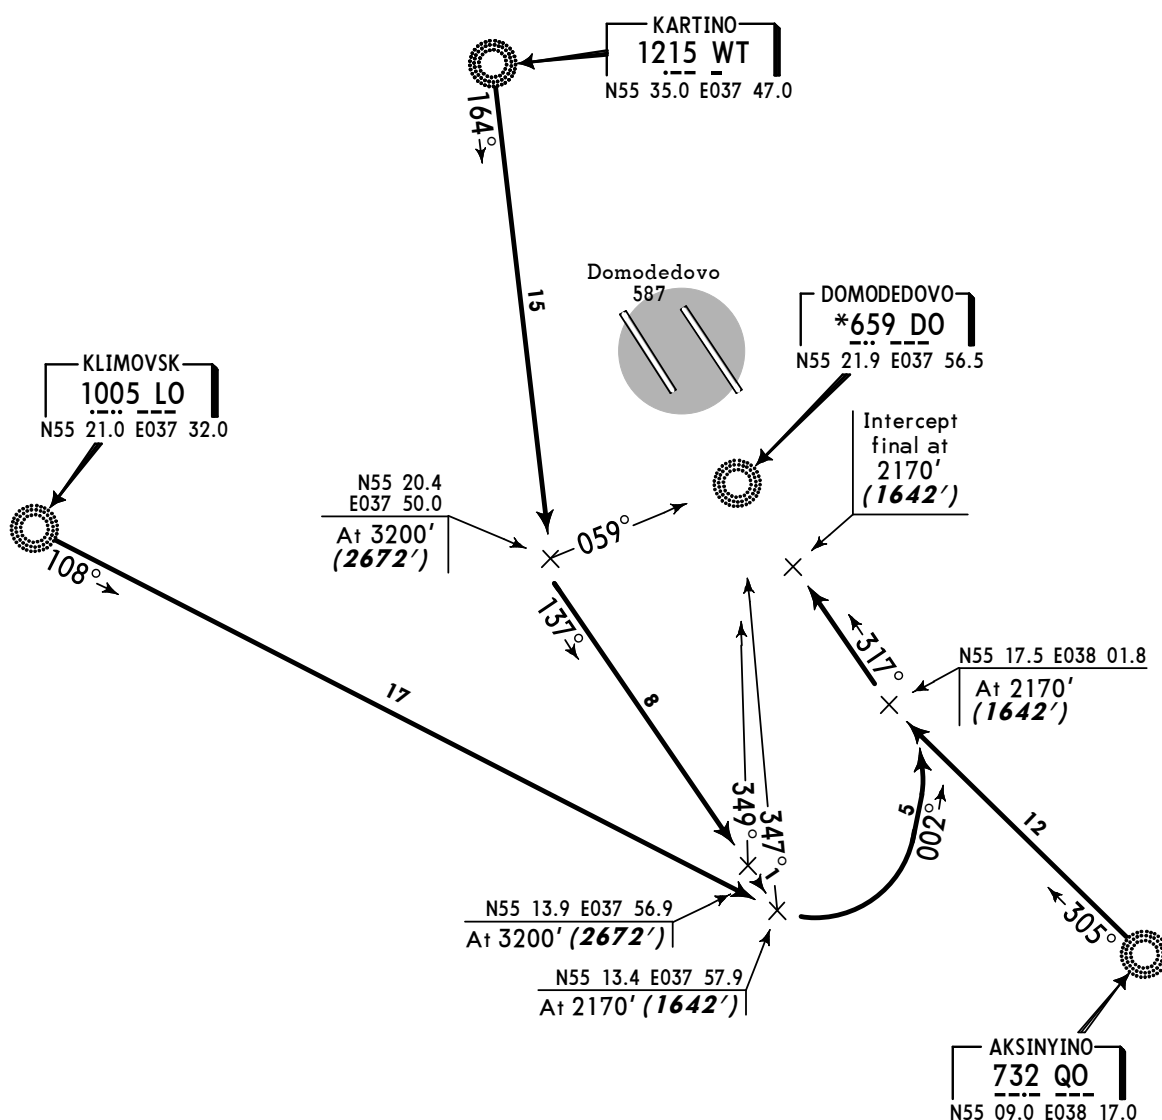 KARTINO
1215 WT
N55 35.0 E037 47.0
164°
15
Domodedovo
587
DOMODEDOVO
*659 DO
N55 21.9 E037 56.5
KLIMOVSK
1005 LO
N55 21.0 E037 32.0
108°
17
N55 20.4
E037 50.0
At 3200'
(2672')
059°
Intercept
final at
2170'
(1642')
137°
8
317°
N55 17.5 E038 01.8
At 2170'
(1642')
349°
347°
1
5
002°
12
305°
N55 13.9 E037 56.9
At 3200' (2672')
N55 13.4 E037 57.9
At 2170' (1642')
AKSINYINO
732 QO
N55 09.0 E038 17.0